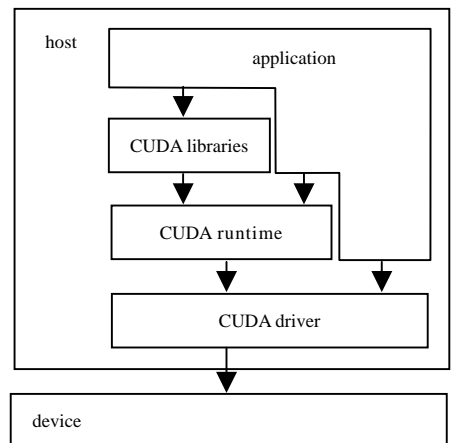 host
application
CUDA libraries
CUDA runtime
CUDA driver
device